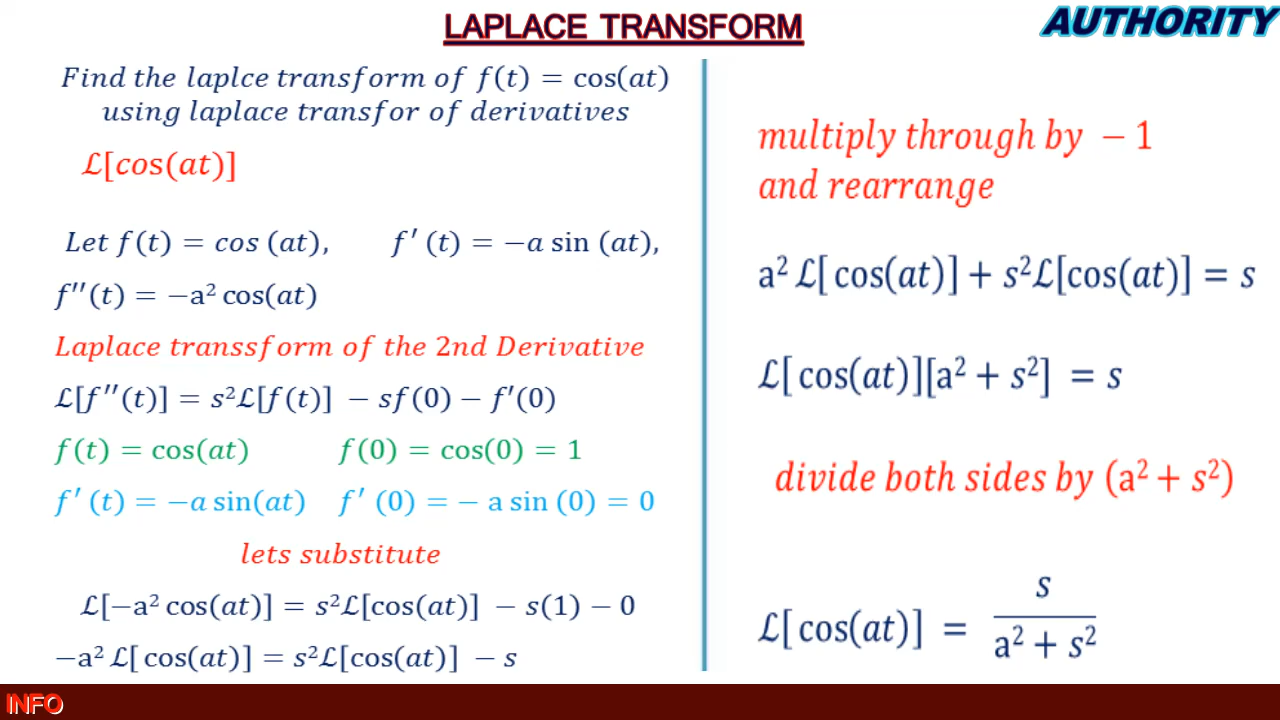 LAPLACE TRANSFORM
AUTHORITY
Find the laplce transform of f(t) = cos(at)
using laplace transfor of derivatives
ℒ[cos(at)]
Let f(t) = cos (at), f′ (t) = −a sin (at),
f′′(t) = −a² cos(at)
Laplace transsform of the 2nd Derivative
ℒ[f′′(t)] = s²ℒ[f(t)] − sf(0) − f′(0)
f(t) = cos(at) f(0) = cos(0) = 1
f′ (t) = −a sin(at) f′ (0) = − a sin (0) = 0
lets substitute
ℒ[−a² cos(at)] = s²ℒ[cos(at)] − s(1) − 0
−a² ℒ[ cos(at)] = s²ℒ[cos(at)] − s
multiply through by − 1
and rearrange
a² ℒ[ cos(at)] + s²ℒ[cos(at)] = s
ℒ[ cos(at)][a² + s²] = s
divide both sides by (a² + s²)
ℒ[ cos(at)] = s / (a² + s²)
INFO